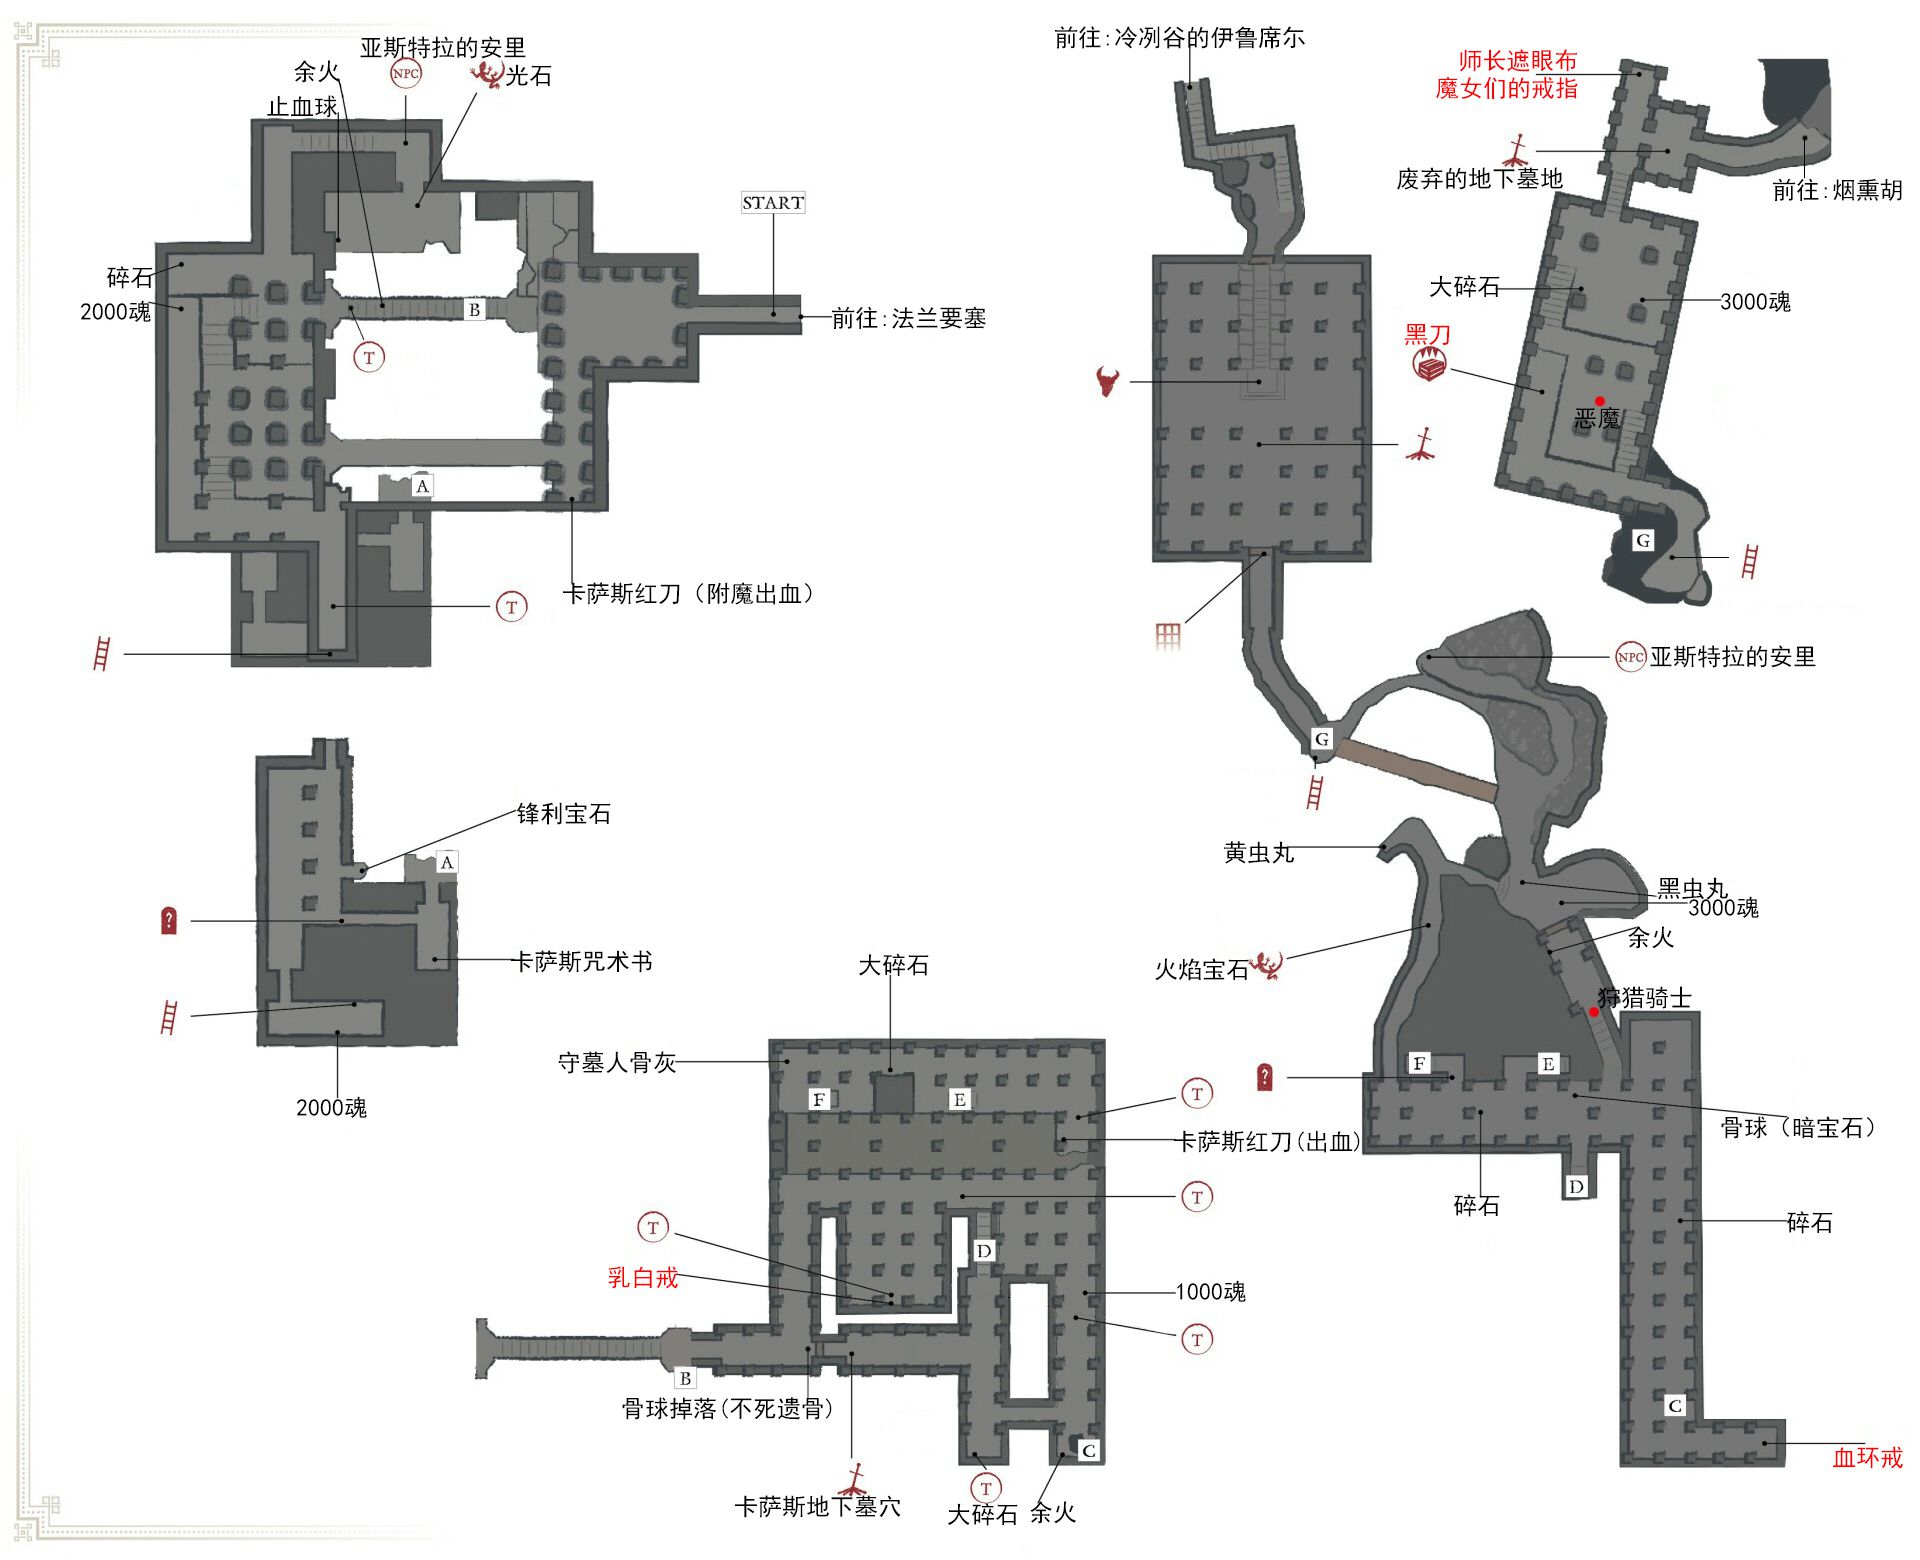 亚斯特拉的安里
NPC
余火
光石
止血球
START
碎石
2000魂
B
前往:法兰要塞
T
A
卡萨斯红刀（附魔出血）
T
锋利宝石
A
?
卡萨斯咒术书
2000魂
前往:冷冽谷的伊鲁席尔
师长遮眼布
魔女们的戒指
废弃的地下墓地
前往:烟熏胡
大碎石
3000魂
黑刀
恶魔
G
NPC
亚斯特拉的安里
G
黄虫丸
黑虫丸
3000魂
余火
火焰宝石
狩猎骑士
F
E
?
骨球（暗宝石）
碎石
D
碎石
C
血环戒
大碎石
守墓人骨灰
F
E
T
卡萨斯红刀(出血)
T
T
D
乳白戒
1000魂
T
B
骨球掉落(不死遗骨)
C
卡萨斯地下墓穴
T
大碎石
余火